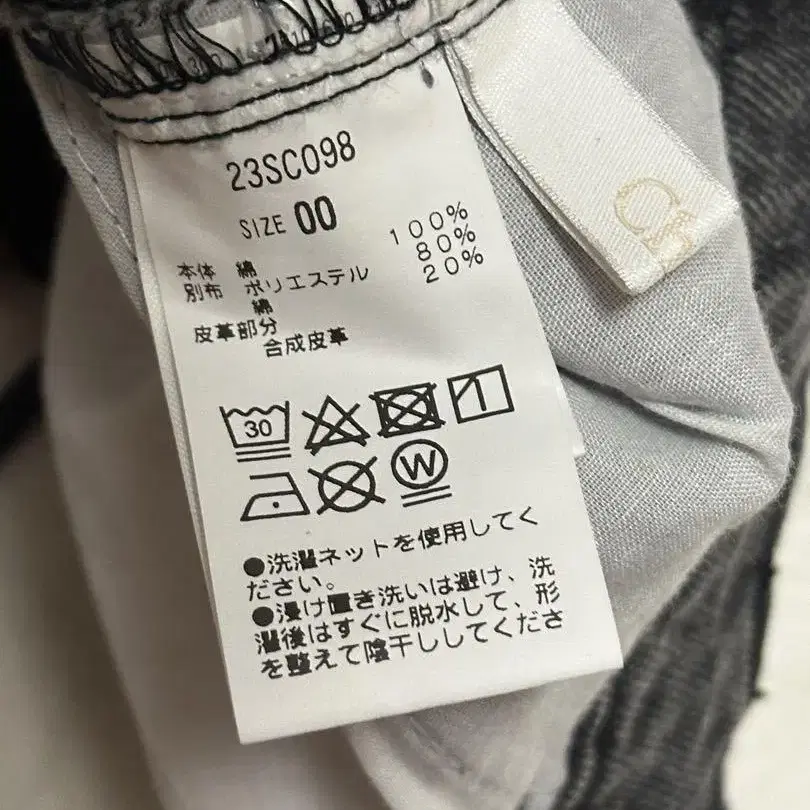 23SC098
SIZE 00
本体 綿 100%
別布 ポリエステル 80%
綿 20%
皮革部分
合成皮革
30
W
●洗濯ネットを使用してく
ださい。
●浸け置き洗いは避け、洗
濯後はすぐに脱水して、形
を整えて陰干ししてくださ